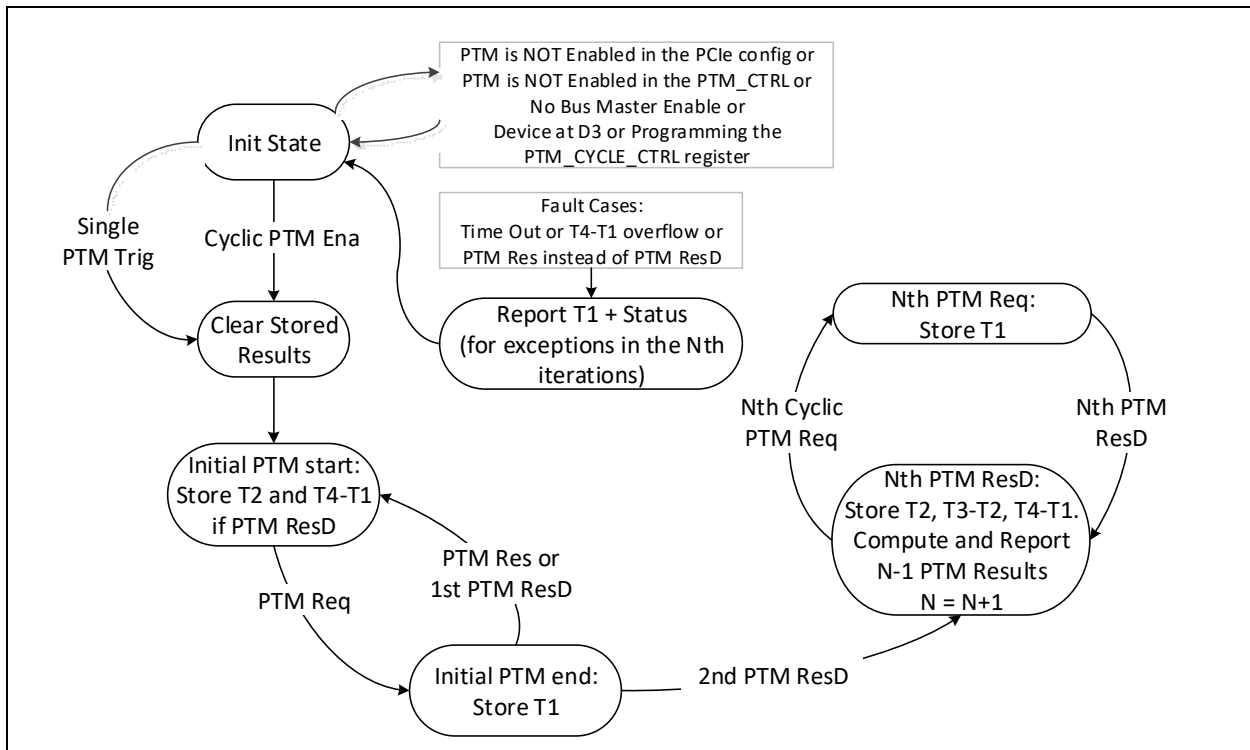 PTM is NOT Enabled in the PCIe config or
PTM is NOT Enabled in the PTM_CTRL or
No Bus Master Enable or
Device at D3 or Programming the
PTM_CYCLE_CTRL register
Init State
Fault Cases:
Time Out or T4-T1 overflow or
PTM Res instead of PTM ResD
Single
PTM Trig
Cyclic PTM Ena
Clear Stored
Results
Report T1 + Status
(for exceptions in the Nth
iterations)
Nth PTM Req:
Store T1
Nth Cyclic
PTM Req
Nth PTM
ResD
Initial PTM start:
Store T2 and T4-T1
if PTM ResD
Nth PTM ResD:
Store T2, T3-T2, T4-T1.
Compute and Report
N-1 PTM Results
N = N+1
PTM Res or
1st PTM ResD
PTM Req
Initial PTM end:
Store T1
2nd PTM ResD